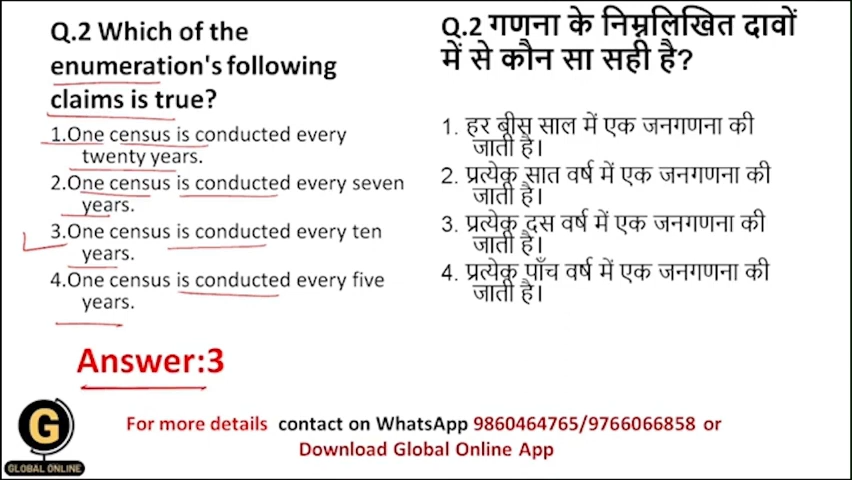 Q.2 Which of the
enumeration's following
claims is true?
1.One census is conducted every
twenty years.
2.One census is conducted every seven
years.
3.One census is conducted every ten
years.
4.One census is conducted every five
years.
Answer:3
Q.2 गणना के निम्नलिखित दावों
में से कौन सा सही है?
1. हर बीस साल में एक जनगणना की
जाती है।
2. प्रत्येक सात वर्ष में एक जनगणना की
जाती है।
3. प्रत्येक दस वर्ष में एक जनगणना की
जाती है।
4. प्रत्येक पाँच वर्ष में एक जनगणना की
जाती है।
G
GLOBAL ONLINE
For more details contact on WhatsApp 9860464765/9766066858 or
Download Global Online App